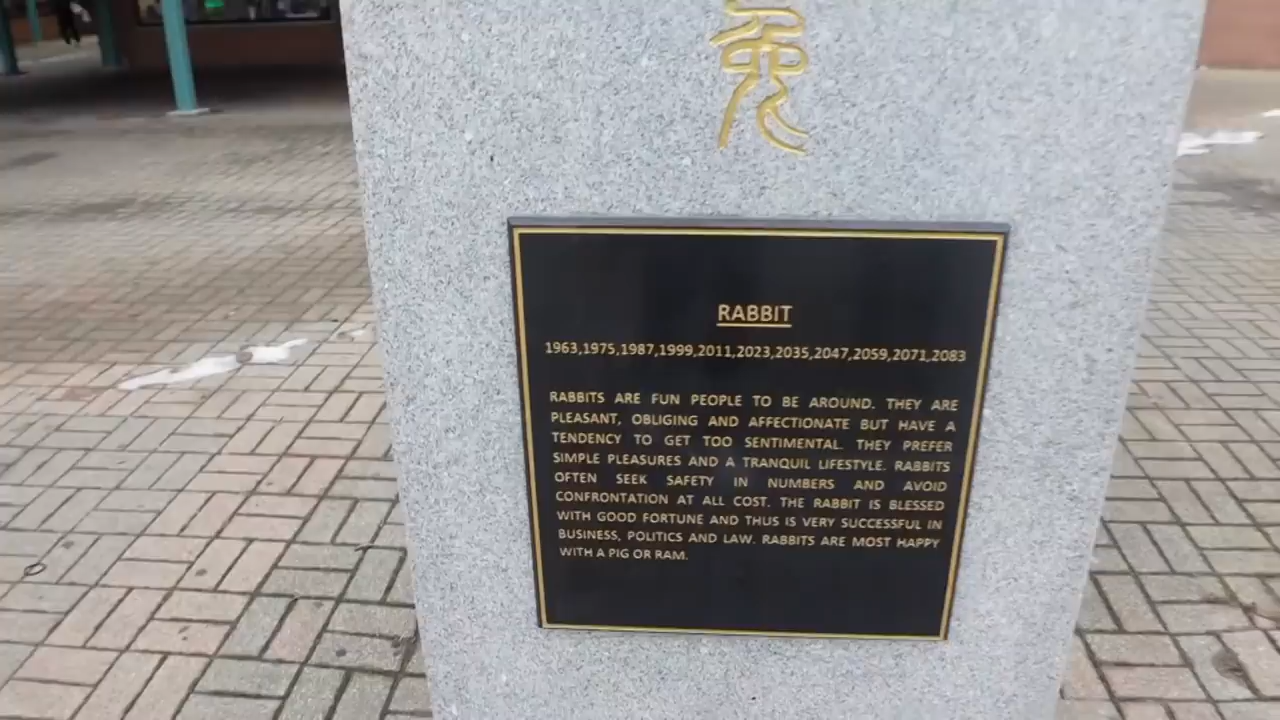 兔
RABBIT
1963,1975,1987,1999,2011,2023,2035,2047,2059,2071,2083
RABBITS ARE FUN PEOPLE TO BE AROUND. THEY ARE
PLEASANT, OBLIGING AND AFFECTIONATE BUT HAVE A
TENDENCY TO GET TOO SENTIMENTAL. THEY PREFER
SIMPLE PLEASURES AND A TRANQUIL LIFESTYLE. RABBITS
OFTEN SEEK SAFETY IN NUMBERS AND AVOID
CONFRONTATION AT ALL COST. THE RABBIT IS BLESSED
WITH GOOD FORTUNE AND THUS IS VERY SUCCESSFUL IN
BUSINESS, POLITICS AND LAW. RABBITS ARE MOST HAPPY
WITH A PIG OR RAM.